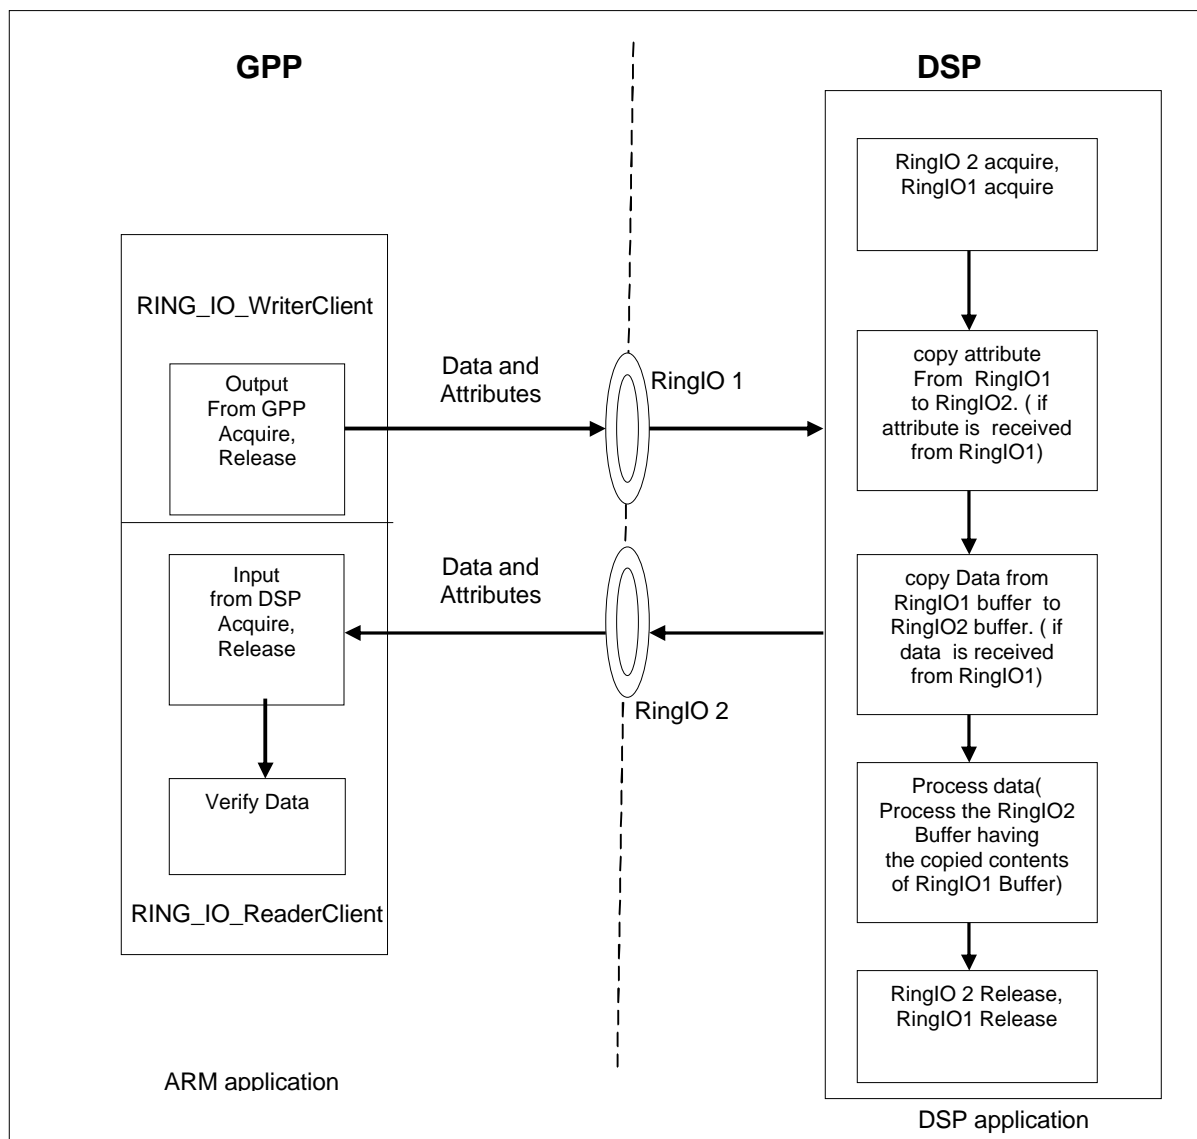 GPP
DSP
RING_IO_WriterClient
Output
From GPP
Acquire,
Release
Data and
Attributes
RingIO 1
Input
from DSP
Acquire,
Release
Data and
Attributes
RingIO 2
Verify Data
RING_IO_ReaderClient
ARM application
RingIO 2 acquire,
RingIO1 acquire
copy attribute
From RingIO1
to RingIO2. ( if
attribute is received
from RingIO1)
copy Data from
RingIO1 buffer to
RingIO2 buffer. ( if
data is received
from RingIO1)
Process data(
Process the RingIO2
Buffer having
the copied contents
of RingIO1 Buffer)
RingIO 2 Release,
RingIO1 Release
DSP application